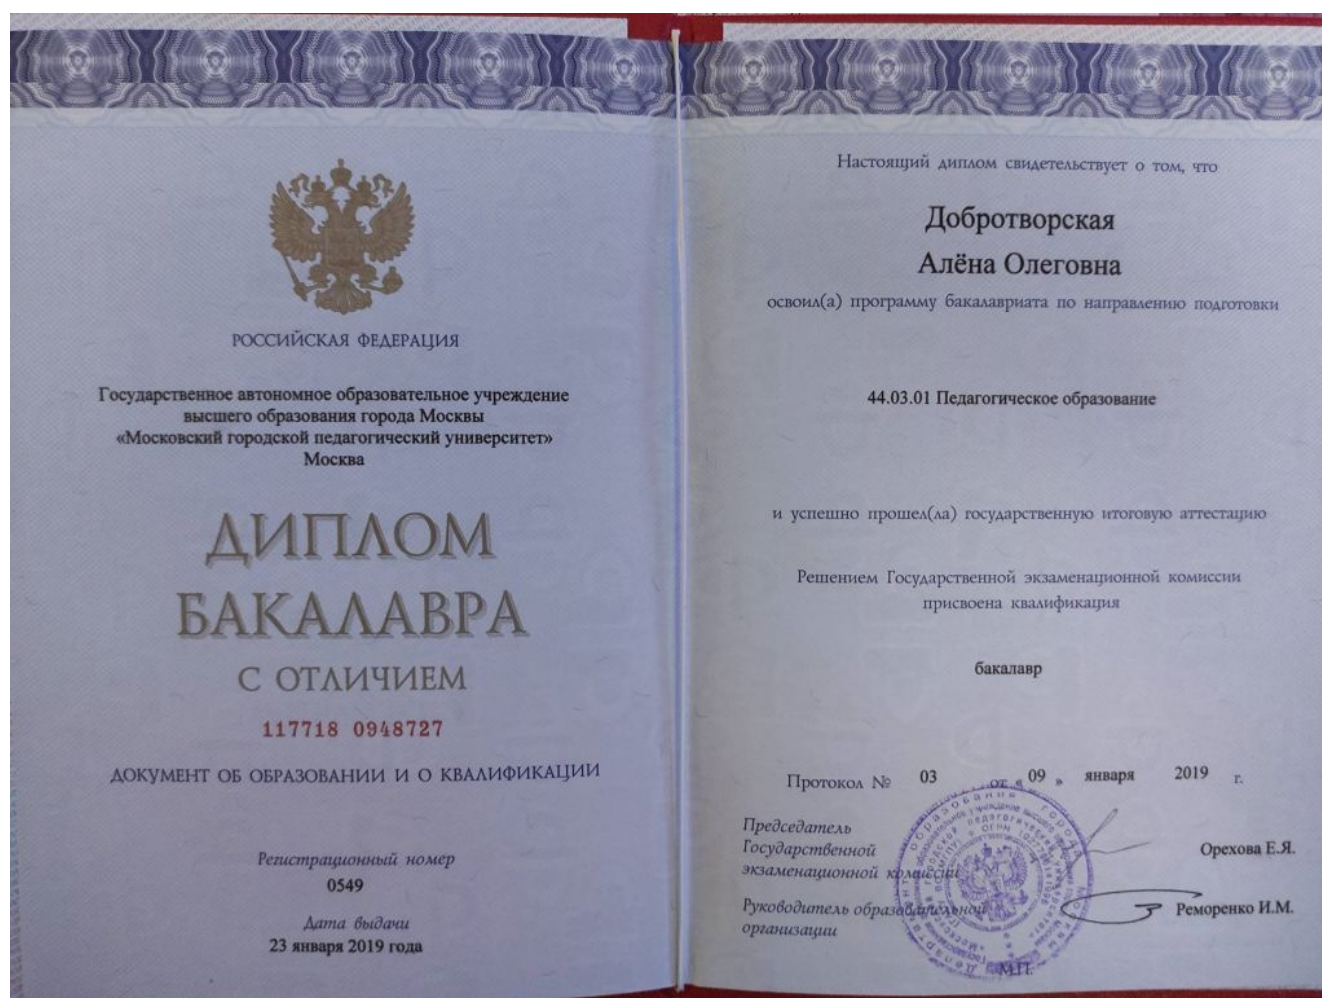 РОССИЙСКАЯ ФЕДЕРАЦИЯ
Государственное автономное образовательное учреждение
высшего образования города Москвы
«Московский городской педагогический университет»
Москва
ДИПЛОМ
БАКАЛАВРА
С ОТЛИЧИЕМ
117718 0948727
ДОКУМЕНТ ОБ ОБРАЗОВАНИИ И О КВАЛИФИКАЦИИ
Регистрационный номер
0549
Дата выдачи
23 января 2019 года
Настоящий диплом свидетельствует о том, что
Добротворская
Алёна Олеговна
освоил(а) программу бакалавриата по направлению подготовки
44.03.01 Педагогическое образование
и успешно прошел(ла) государственную итоговую аттестацию
Решением Государственной экзаменационной комиссии
присвоена квалификация
бакалавр
Протокол № 03 от « 09 » января 2019 г.
Председатель
Государственной
экзаменационной комиссии
Орехова Е.Я.
Руководитель образовательной
организации
Реморенко И.М.
М.П.